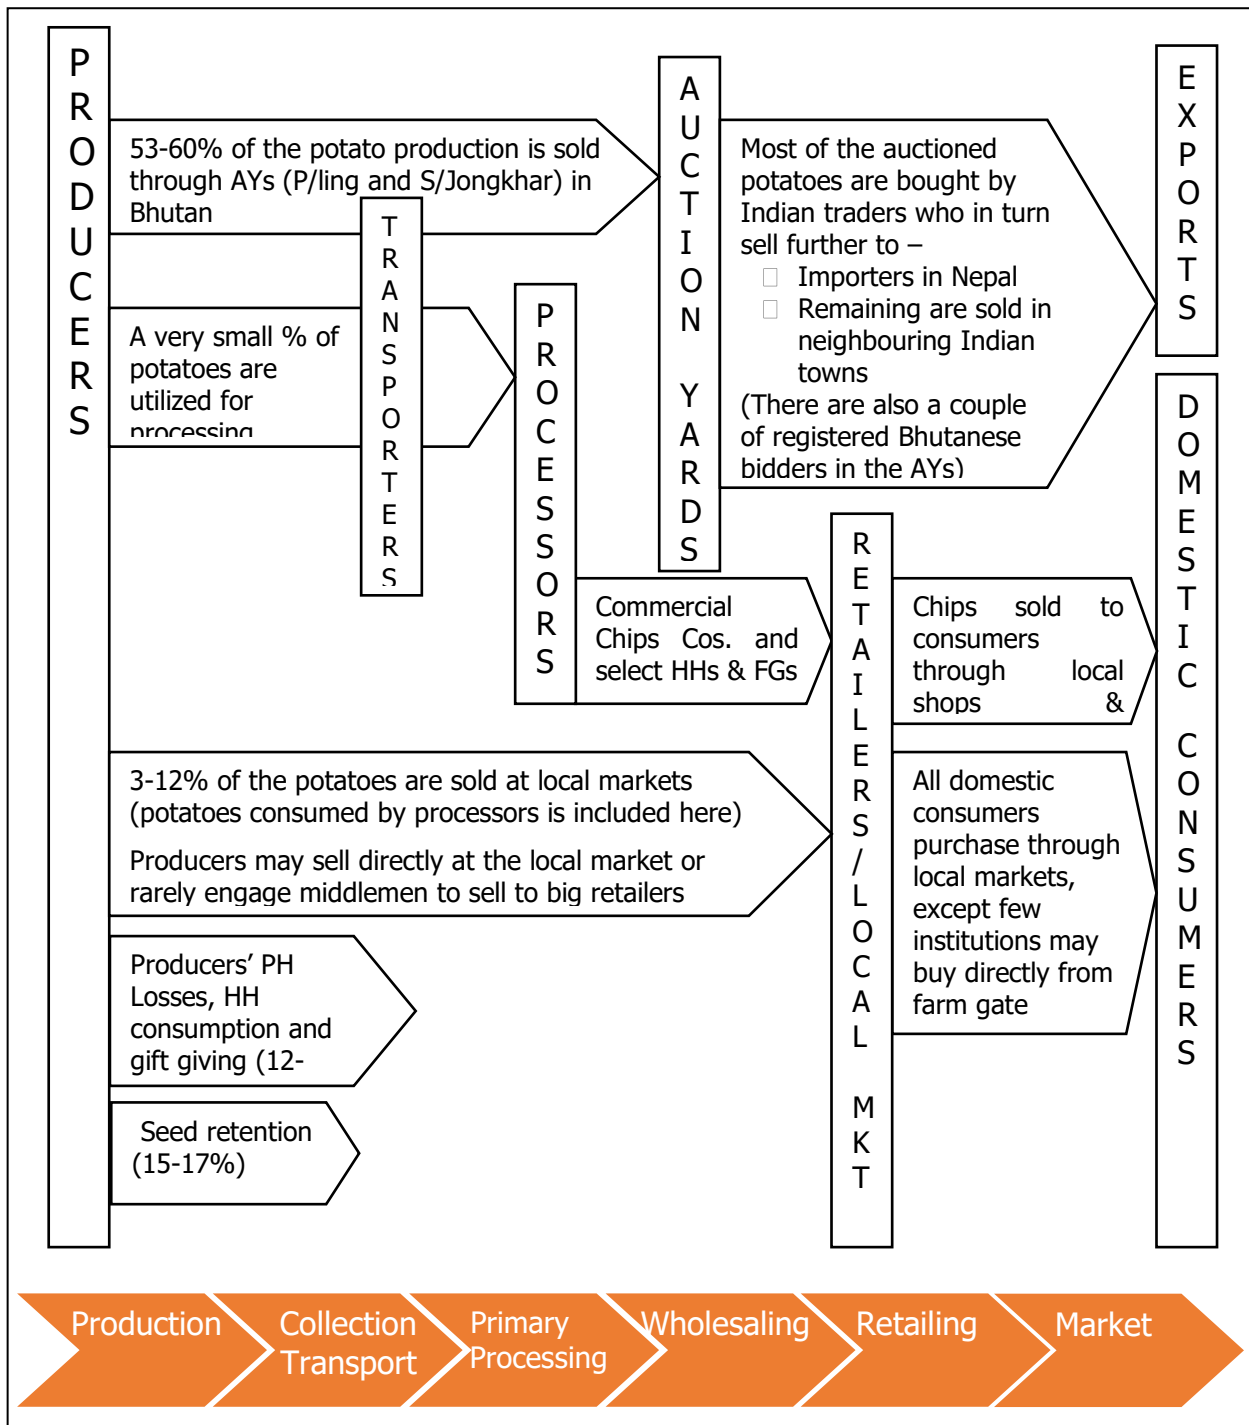 PRODUCERS
53-60% of the potato production is sold
through AYs (P/ling and S/Jongkhar) in
Bhutan
TRANSPORTERS
A very small % of
potatoes are
utilized for
processing
PROCESSORS
AUCTION YARDS
Most of the auctioned
potatoes are bought by
Indian traders who in turn
sell further to –
Importers in Nepal
Remaining are sold in
neighbouring Indian
towns
(There are also a couple
of registered Bhutanese
bidders in the AYs)
EXPORTS
Commercial
Chips Cos. and
select HHs & FGs
RETAILERS/LOCAL MKT
Chips sold to
consumers
through local
shops &
DOMESTIC CONSUMERS
3-12% of the potatoes are sold at local markets
(potatoes consumed by processors is included here)
Producers may sell directly at the local market or
rarely engage middlemen to sell to big retailers
All domestic
consumers
purchase through
local markets,
except few
institutions may
buy directly from
farm gate
Producers’ PH
Losses, HH
consumption and
gift giving (12-
Seed retention
(15-17%)
Production
Collection
Transport
Primary
Processing
Wholesaling
Retailing
Market